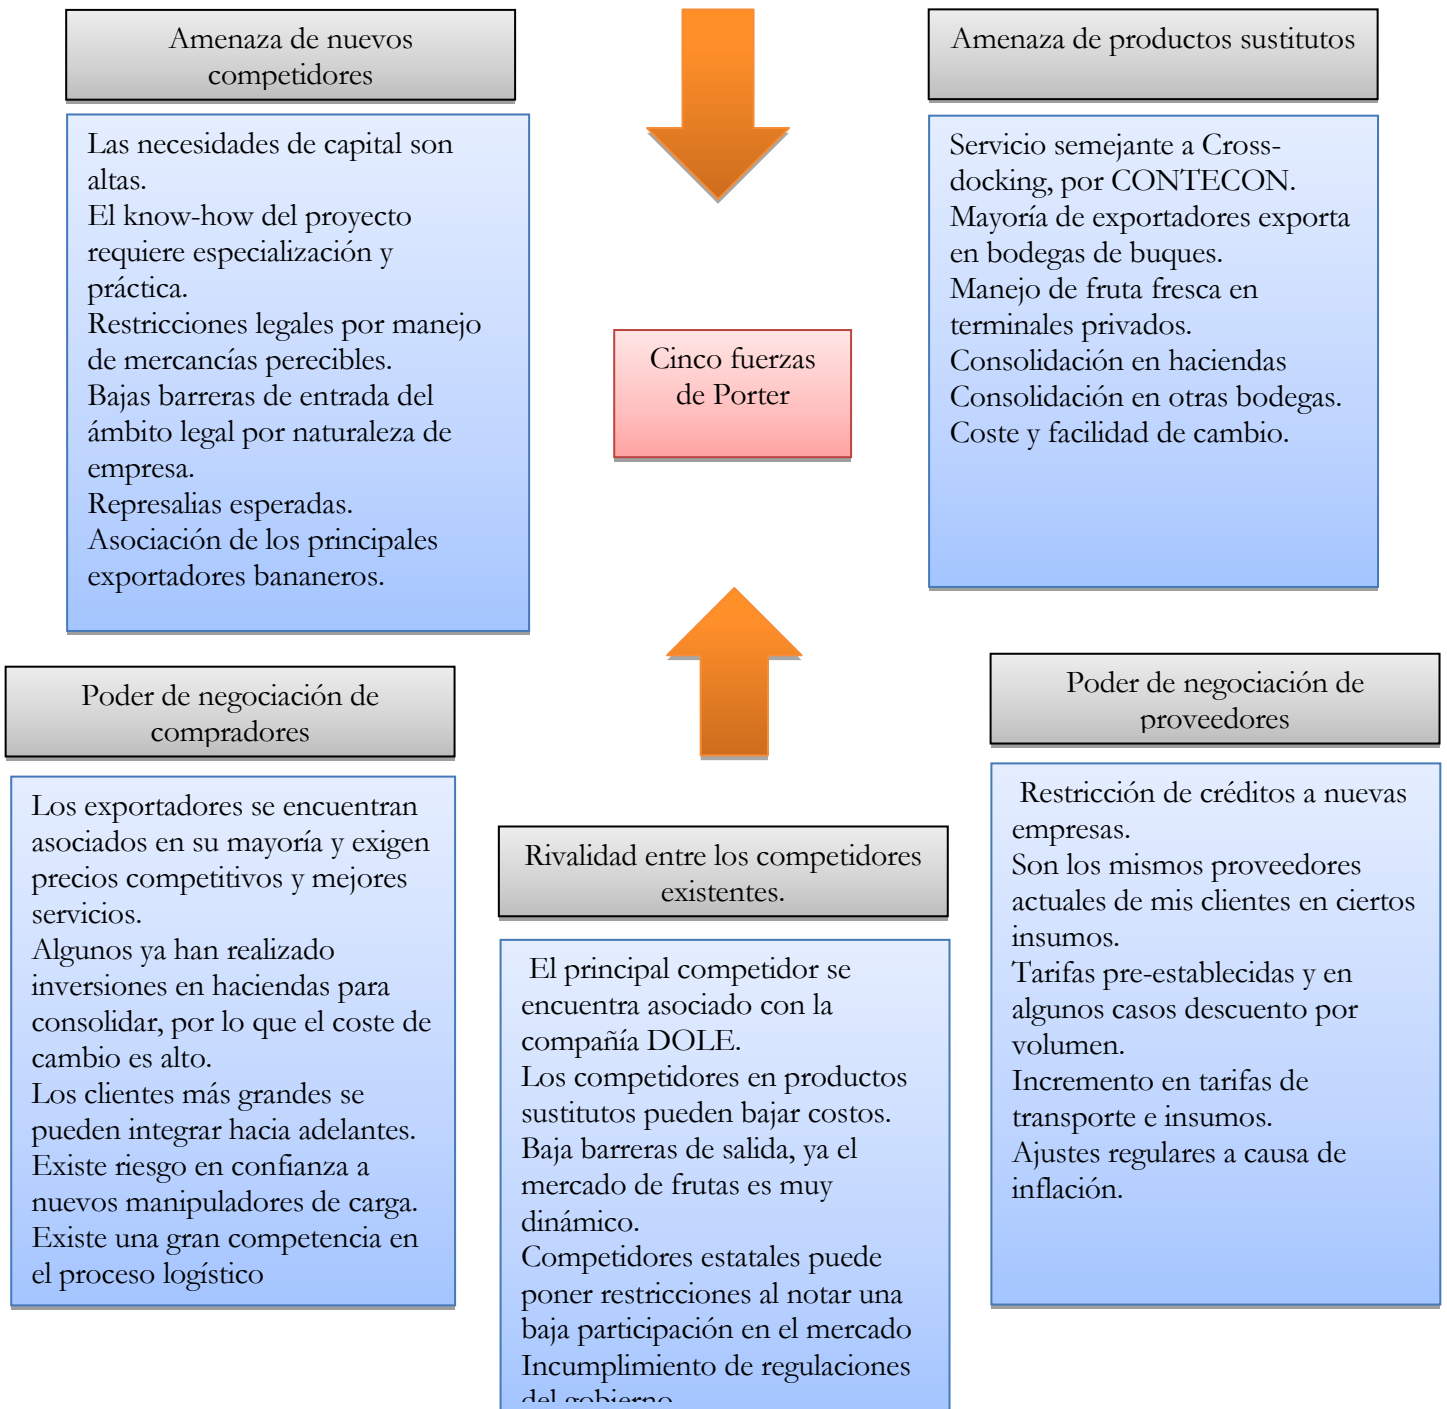 Amenaza de nuevos
competidores
Las necesidades de capital son
altas.
El know-how del proyecto
requiere especialización y
práctica.
Restricciones legales por manejo
de mercancías perecibles.
Bajas barreras de entrada del
ámbito legal por naturaleza de
empresa.
Represalias esperadas.
Asociación de los principales
exportadores bananeros.
Amenaza de productos sustitutos
Servicio semejante a Cross-
docking, por CONTECON.
Mayoría de exportadores exporta
en bodegas de buques.
Manejo de fruta fresca en
terminales privados.
Consolidación en haciendas
Consolidación en otras bodegas.
Coste y facilidad de cambio.
Cinco fuerzas
de Porter
Poder de negociación de
compradores
Los exportadores se encuentran
asociados en su mayoría y exigen
precios competitivos y mejores
servicios.
Algunos ya han realizado
inversiones en haciendas para
consolidar, por lo que el coste de
cambio es alto.
Los clientes más grandes se
pueden integrar hacia adelantes.
Existe riesgo en confianza a
nuevos manipuladores de carga.
Existe una gran competencia en
el proceso logístico
Rivalidad entre los competidores
existentes.
El principal competidor se
encuentra asociado con la
compañía DOLE.
Los competidores en productos
sustitutos pueden bajar costos.
Baja barreras de salida, ya el
mercado de frutas es muy
dinámico.
Competidores estatales puede
poner restricciones al notar una
baja participación en el mercado
Incumplimiento de regulaciones
del gobierno
Poder de negociación de
proveedores
Restricción de créditos a nuevas
empresas.
Son los mismos proveedores
actuales de mis clientes en ciertos
insumos.
Tarifas pre-establecidas y en
algunos casos descuento por
volumen.
Incremento en tarifas de
transporte e insumos.
Ajustes regulares a causa de
inflación.